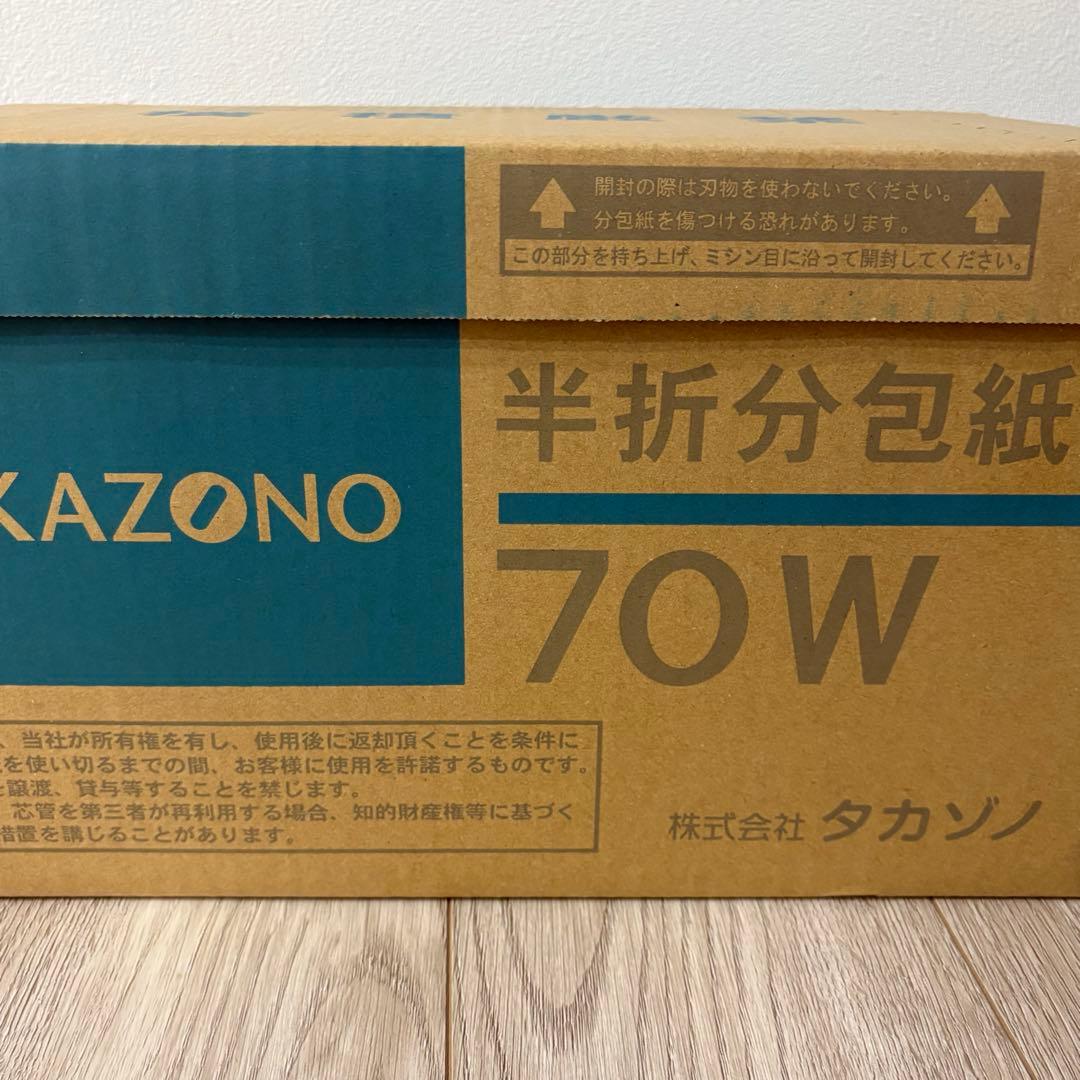 開封の際は刃物を使わないでください。
分包紙を傷つける恐れがあります。
この部分を持ち上げ、ミシン目に沿って開封してください。
半折分包紙
KAZONO
70W
、当社が所有権を有し、使用後に返却頂くことを条件に
を使い切るまでの間、お客様に使用を許諾するものです。
譲渡、貸与等することを禁じます。
芯管を第三者が再利用する場合、知的財産権等に基づく
措置を講じることがあります。
株式会社 タカゾノ